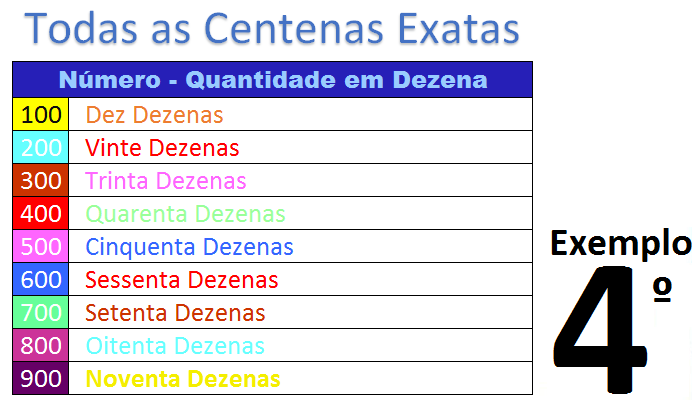 Todas as Centenas Exatas
Número - Quantidade em Dezena
100 Dez Dezenas
200 Vinte Dezenas
300 Trinta Dezenas
400 Quarenta Dezenas
500 Cinquenta Dezenas
600 Sessenta Dezenas
700 Setenta Dezenas
800 Oitenta Dezenas
900 Noventa Dezenas
Exemplo
4º